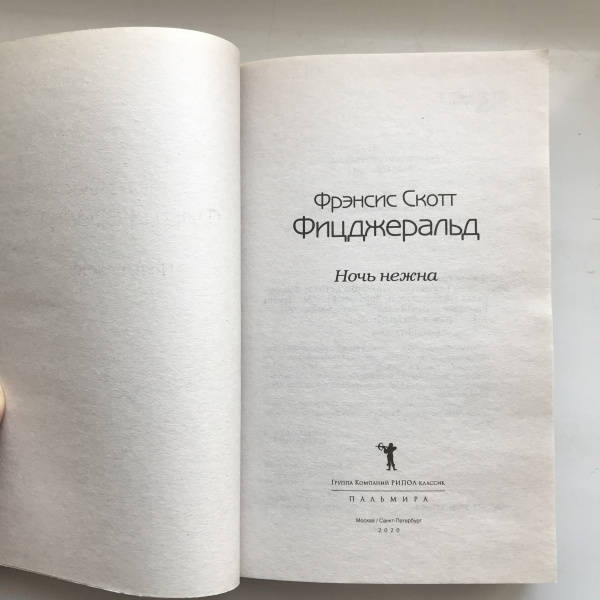 Фрэнсис Скотт
Фицджеральд
Ночь нежна
Группа Компаний РИПОЛ классик
ПАЛЬМИРА
Москва / Санкт-Петербург
2020